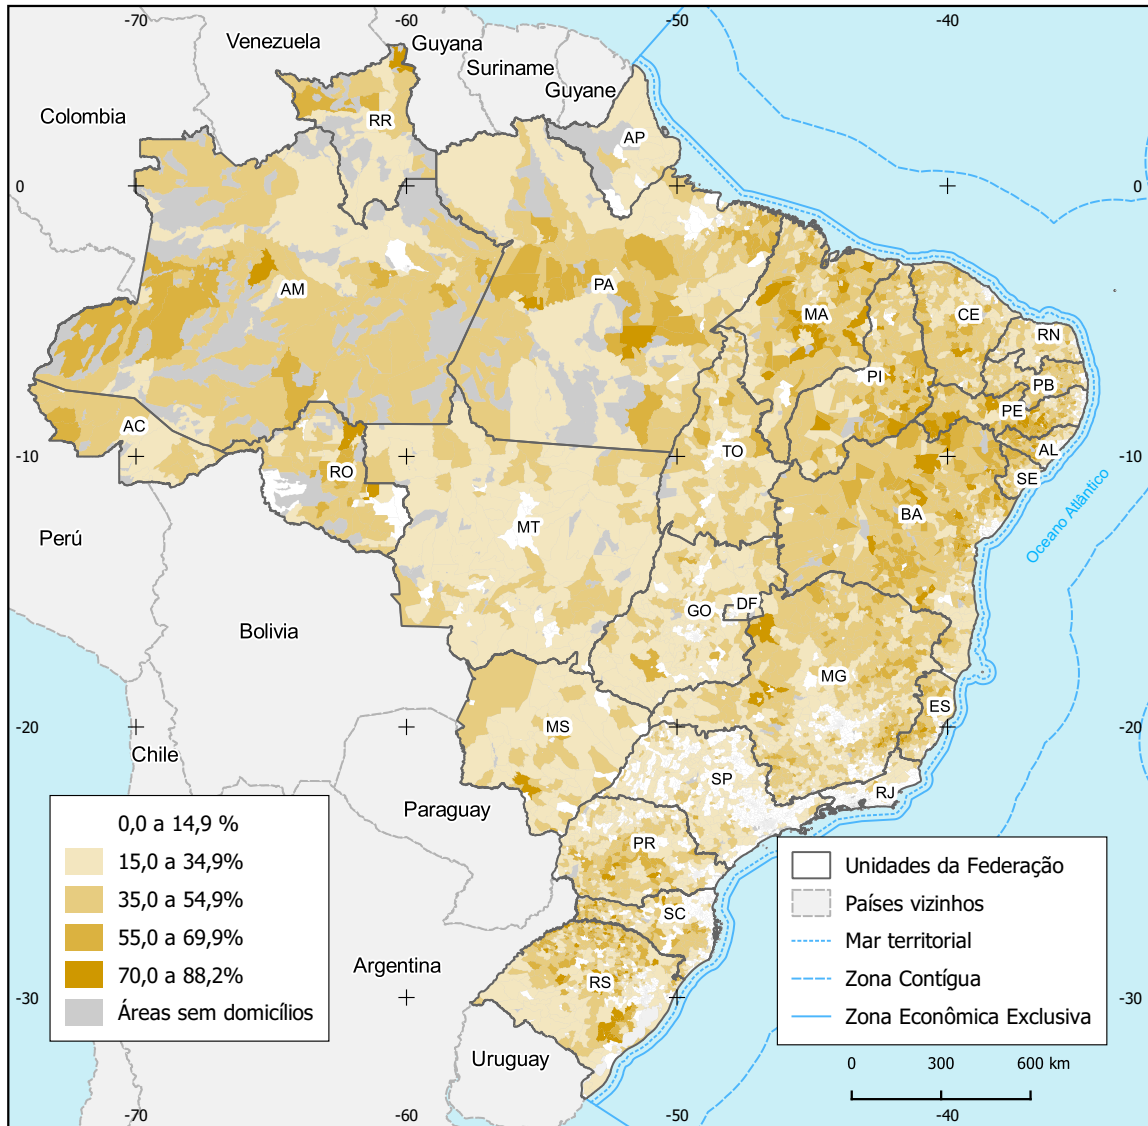 -70
-60
-50
-40
Venezuela
Guyana
Suriname
Guyane
Colombia
RR
AP
0
0
AM
PA
MA
CE
RN
PI
PB
PE
AC
TO
AL
-10
RO
-10
SE
BA
MT
Perú
Oceano Atlântico
GO
DF
Bolivia
MG
ES
-20
MS
-20
Chile
SP
RJ
Paraguay
0,0 a 14,9 %
15,0 a 34,9%
35,0 a 54,9%
55,0 a 69,9%
70,0 a 88,2%
Áreas sem domicílios
PR
SC
Argentina
RS
-30
-30
Uruguay
Unidades da Federação
Países vizinhos
Mar territorial
Zona Contígua
Zona Econômica Exclusiva
0 300 600 km
-70
-60
-50
-40